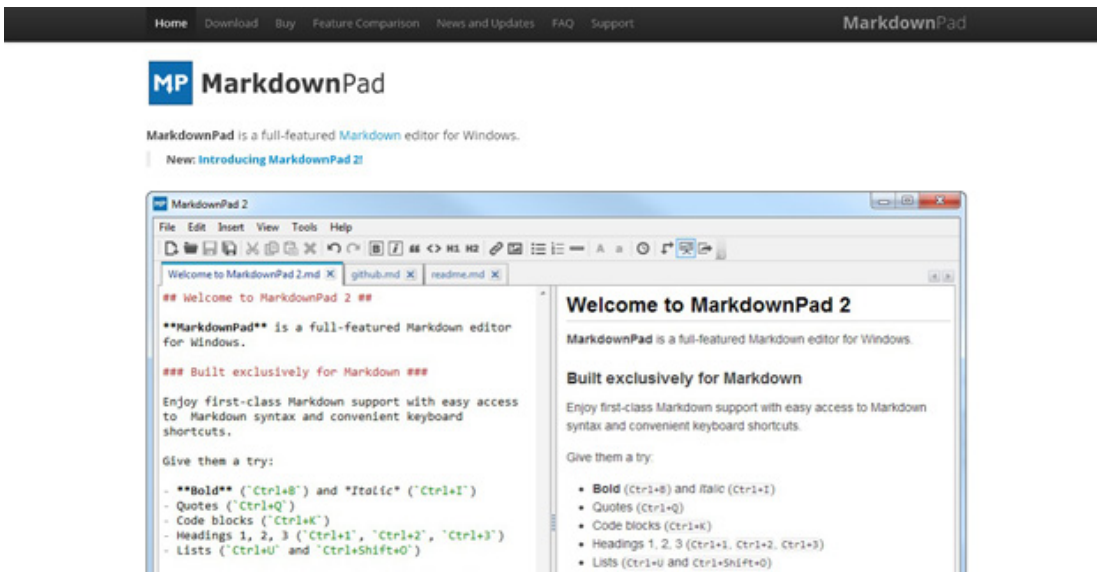 Home Download Buy Feature Comparison News and Updates FAQ Support MarkdownPad
MP MarkdownPad
MarkdownPad is a full-featured Markdown editor for Windows.
New: Introducing MarkdownPad 2!
MP MarkdownPad 2
File Edit Insert View Tools Help
B I “ <> H1 H2 A a
Welcome to MarkdownPad 2.md github.md readme.md
## Welcome to MarkdownPad 2 ##
**MarkdownPad** is a full-featured Markdown editor
for Windows.
### Built exclusively for Markdown ###
Enjoy first-class Markdown support with easy access
to Markdown syntax and convenient keyboard
shortcuts.
Give them a try:
- **Bold** (`Ctrl+B`) and *Italic* (`Ctrl+I`)
- Quotes (`Ctrl+Q`)
- Code blocks (`Ctrl+K`)
- Headings 1, 2, 3 (`Ctrl+1`, `Ctrl+2`, `Ctrl+3`)
- Lists (`Ctrl+U` and `Ctrl+Shift+O`)
Welcome to MarkdownPad 2
MarkdownPad is a full-featured Markdown editor for Windows.
Built exclusively for Markdown
Enjoy first-class Markdown support with easy access to Markdown
syntax and convenient keyboard shortcuts.
Give them a try:
• Bold (Ctrl+B) and Italic (Ctrl+I)
• Quotes (Ctrl+Q)
• Code blocks (Ctrl+K)
• Headings 1, 2, 3 (Ctrl+1, Ctrl+2, Ctrl+3)
• Lists (Ctrl+U and Ctrl+Shift+O)